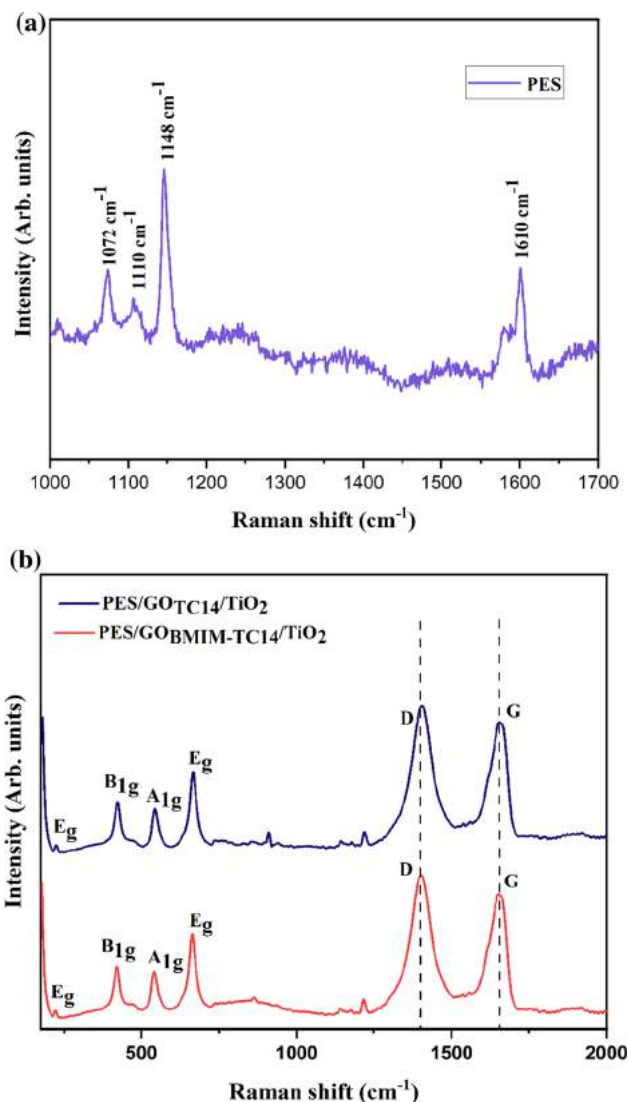 (a)
PES
1072 cm-1
1110 cm-1
1148 cm-1
1610 cm-1
Intensity (Arb. units)
1000 1100 1200 1300 1400 1500 1600 1700
Raman shift (cm-1)
(b)
PES/GOTC14/TiO2
PES/GOBMIM-TC14/TiO2
D
G
Eg
B1g
A1g
Eg
D
G
Eg
B1g
A1g
Eg
Intensity (Arb. units)
500 1000 1500 2000
Raman shift (cm-1)